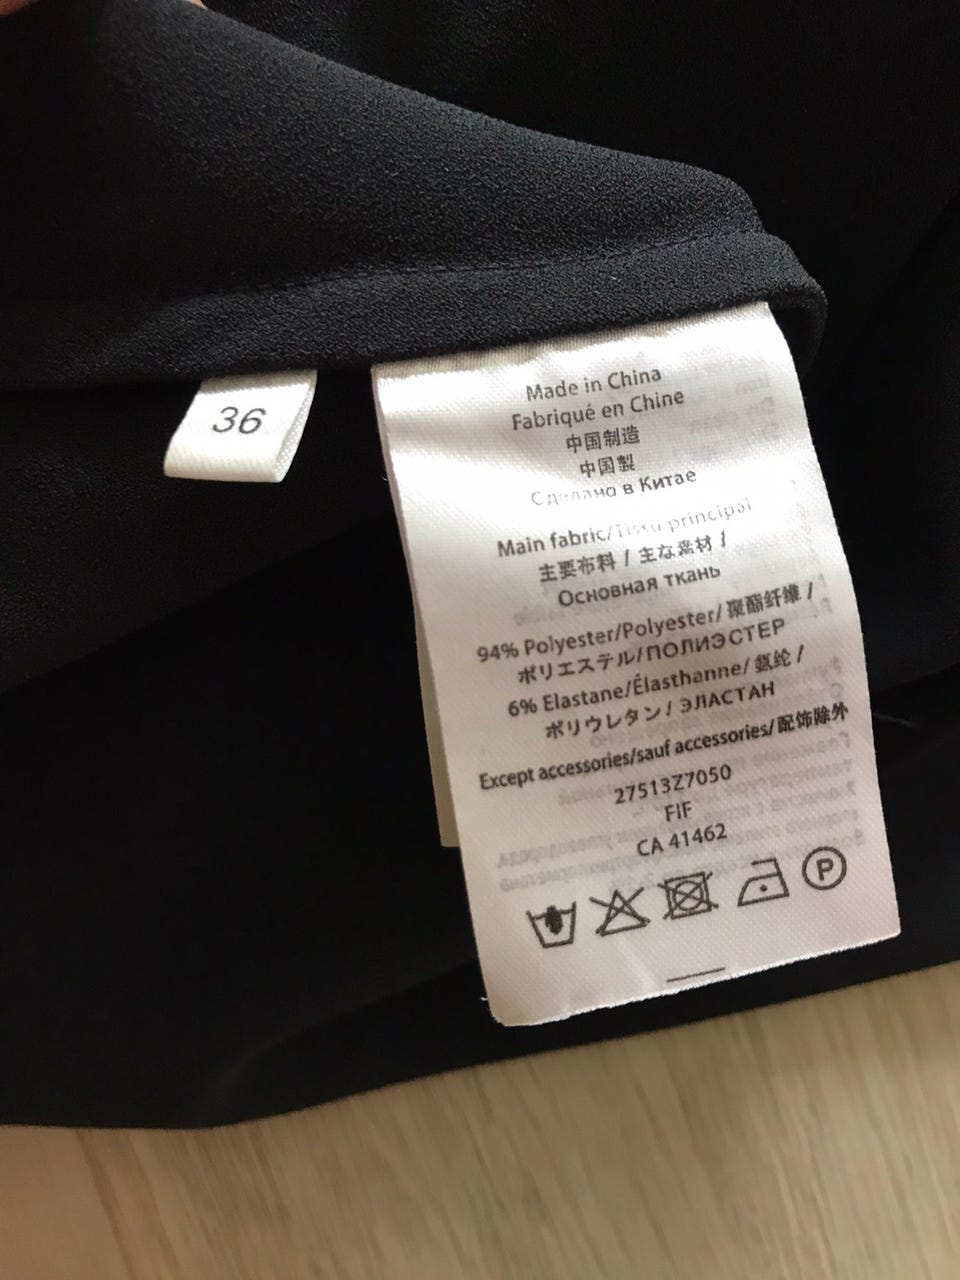 36
Made in China
Fabriqué en Chine
中国制造
中国製
Сделано в Китае
Main fabric/Tissu principal
主要布料 / 主な素材 /
Основная ткань
94% Polyester/Polyester/ 聚酯纤维 /
ポリエステル/ПОЛИЭСТЕР
6% Elastane/Élasthanne/ 氨纶 /
ポリウレタン / ЭЛАСТАН
Except accessories/sauf accessories/ 配饰除外
27513Z7050
FIF
CA 41462
P